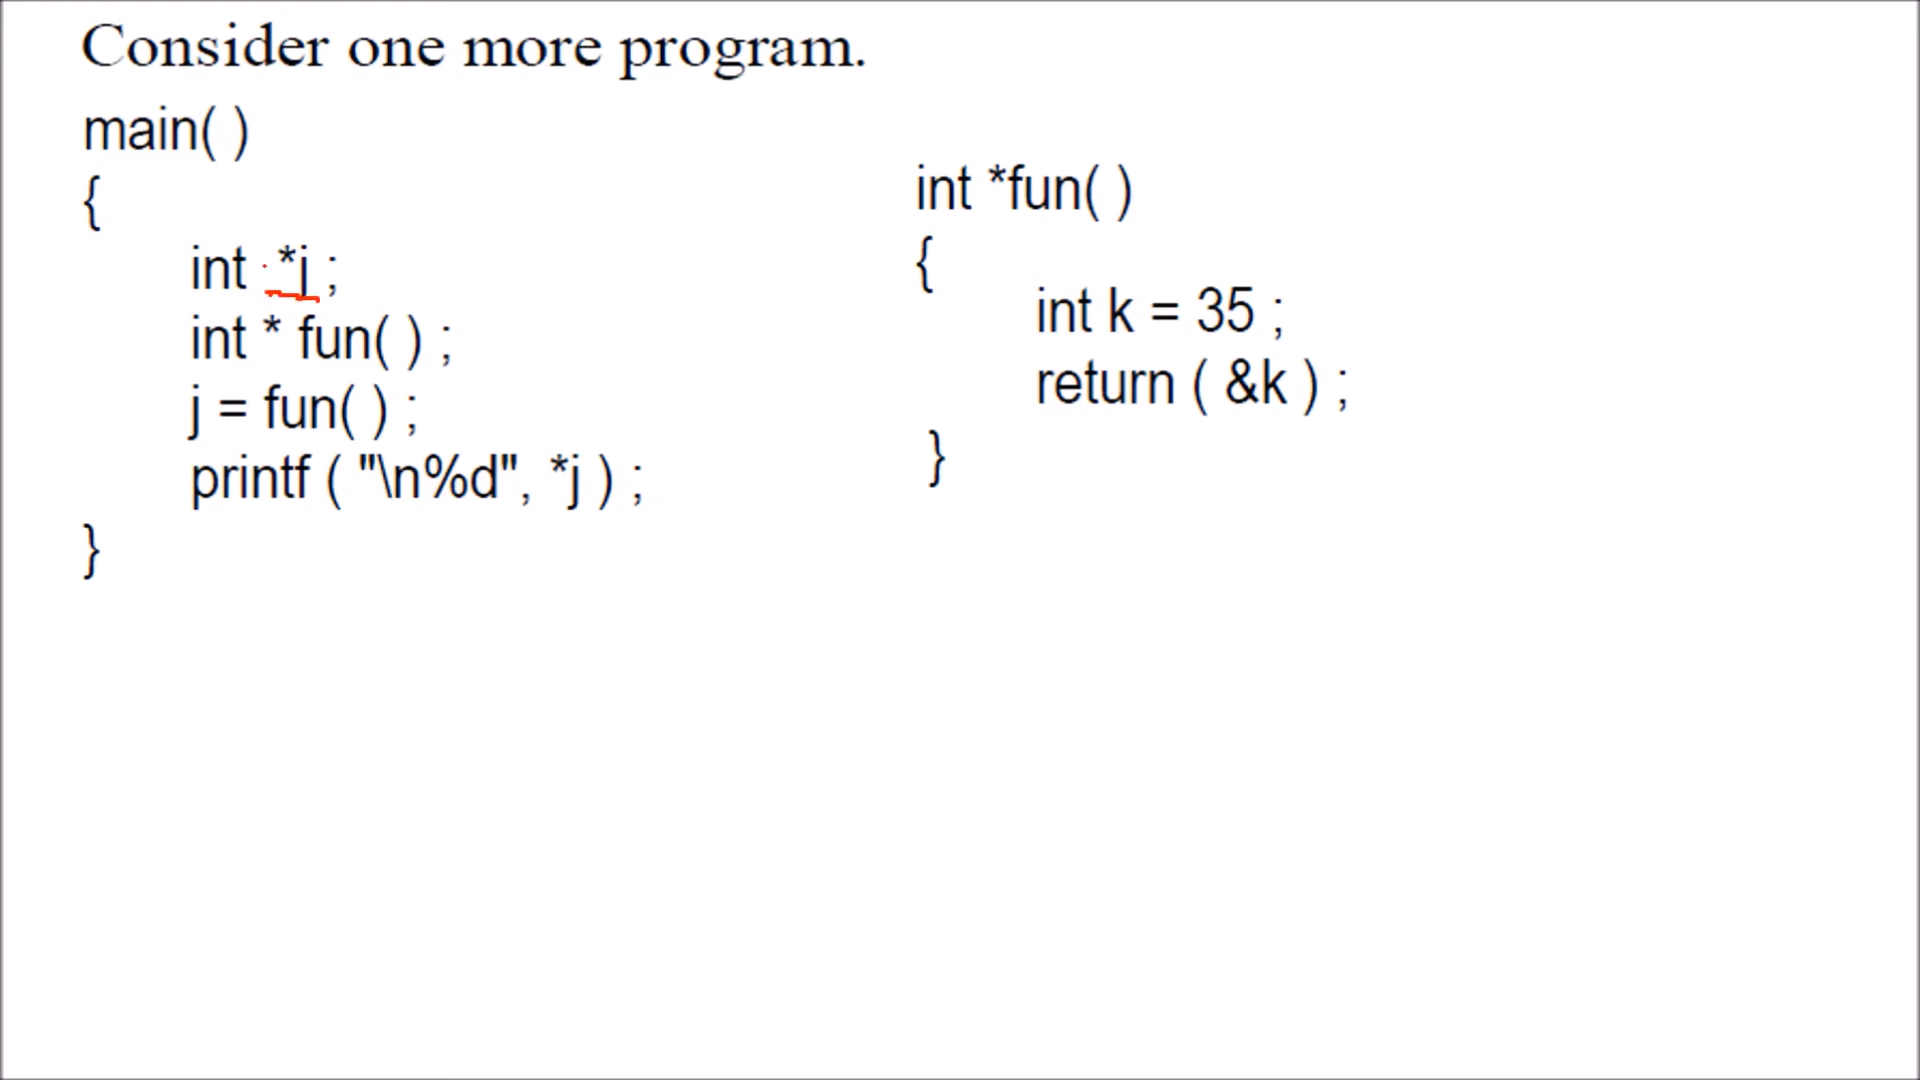 Consider one more program.
main( )
{
int *j ;
int * fun( ) ;
j = fun( ) ;
printf ( "\n%d", *j ) ;
}
int *fun( )
{
int k = 35 ;
return ( &k ) ;
}